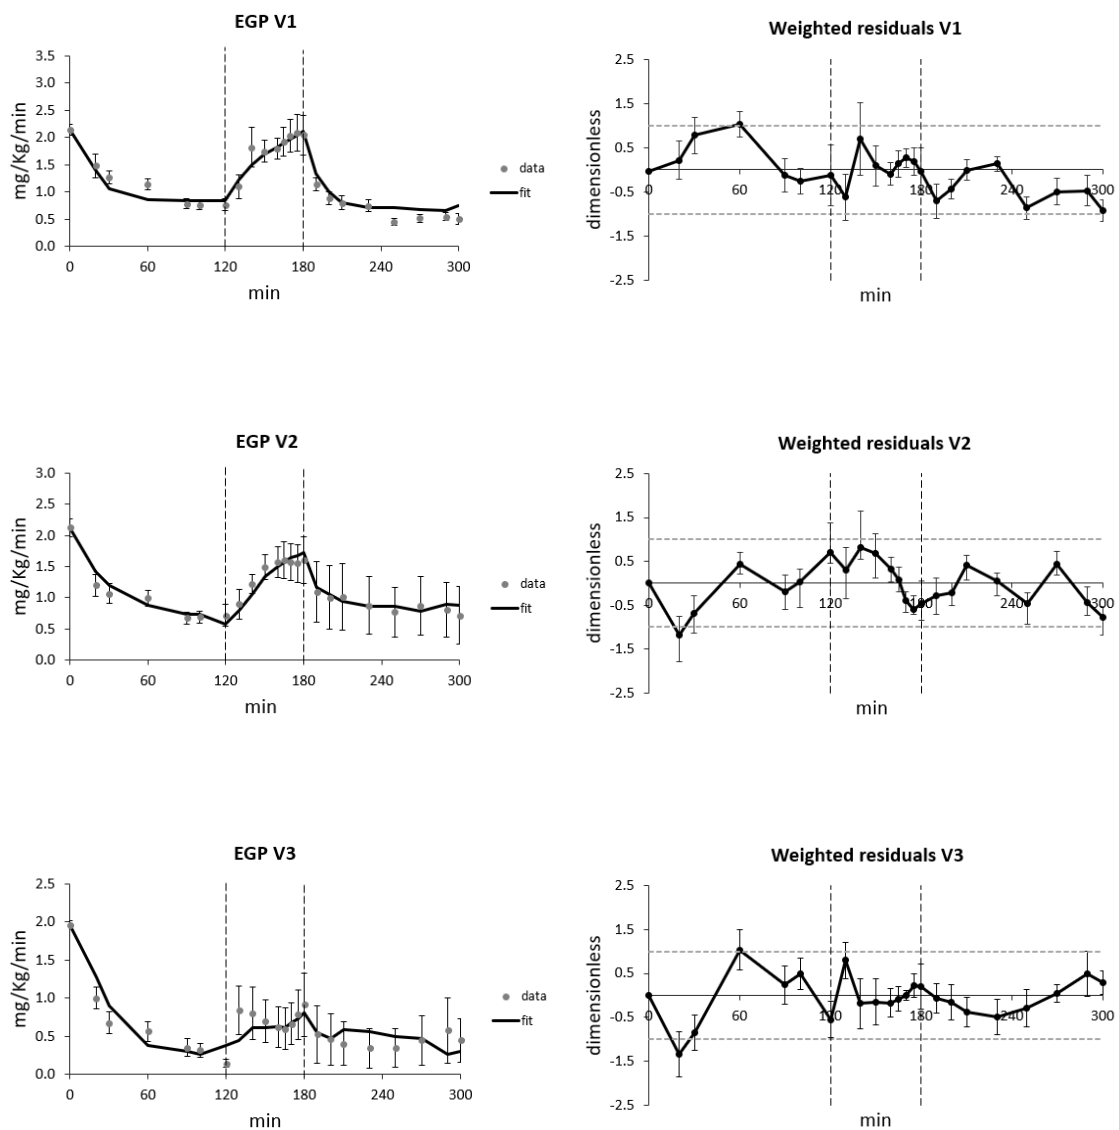 EGP V1
mg/Kg/min
3.5
3.0
2.5
2.0
1.5
1.0
0.5
0.0
0 60 120 180 240 300
min
data
fit
Weighted residuals V1
dimensionless
2.5
1.5
0.5
-0.5
-1.5
-2.5
0 60 120 180 240 300
min
EGP V2
mg/Kg/min
3.0
2.5
2.0
1.5
1.0
0.5
0.0
0 60 120 180 240 300
min
data
fit
Weighted residuals V2
dimensionless
2.5
1.5
0.5
-0.5
-1.5
-2.5
0 60 120 180 240 300
min
EGP V3
mg/Kg/min
2.5
2.0
1.5
1.0
0.5
0.0
0 60 120 180 240 300
min
data
fit
Weighted residuals V3
dimensionless
2.5
1.5
0.5
-0.5
-1.5
-2.5
0 60 120 180 240 300
min